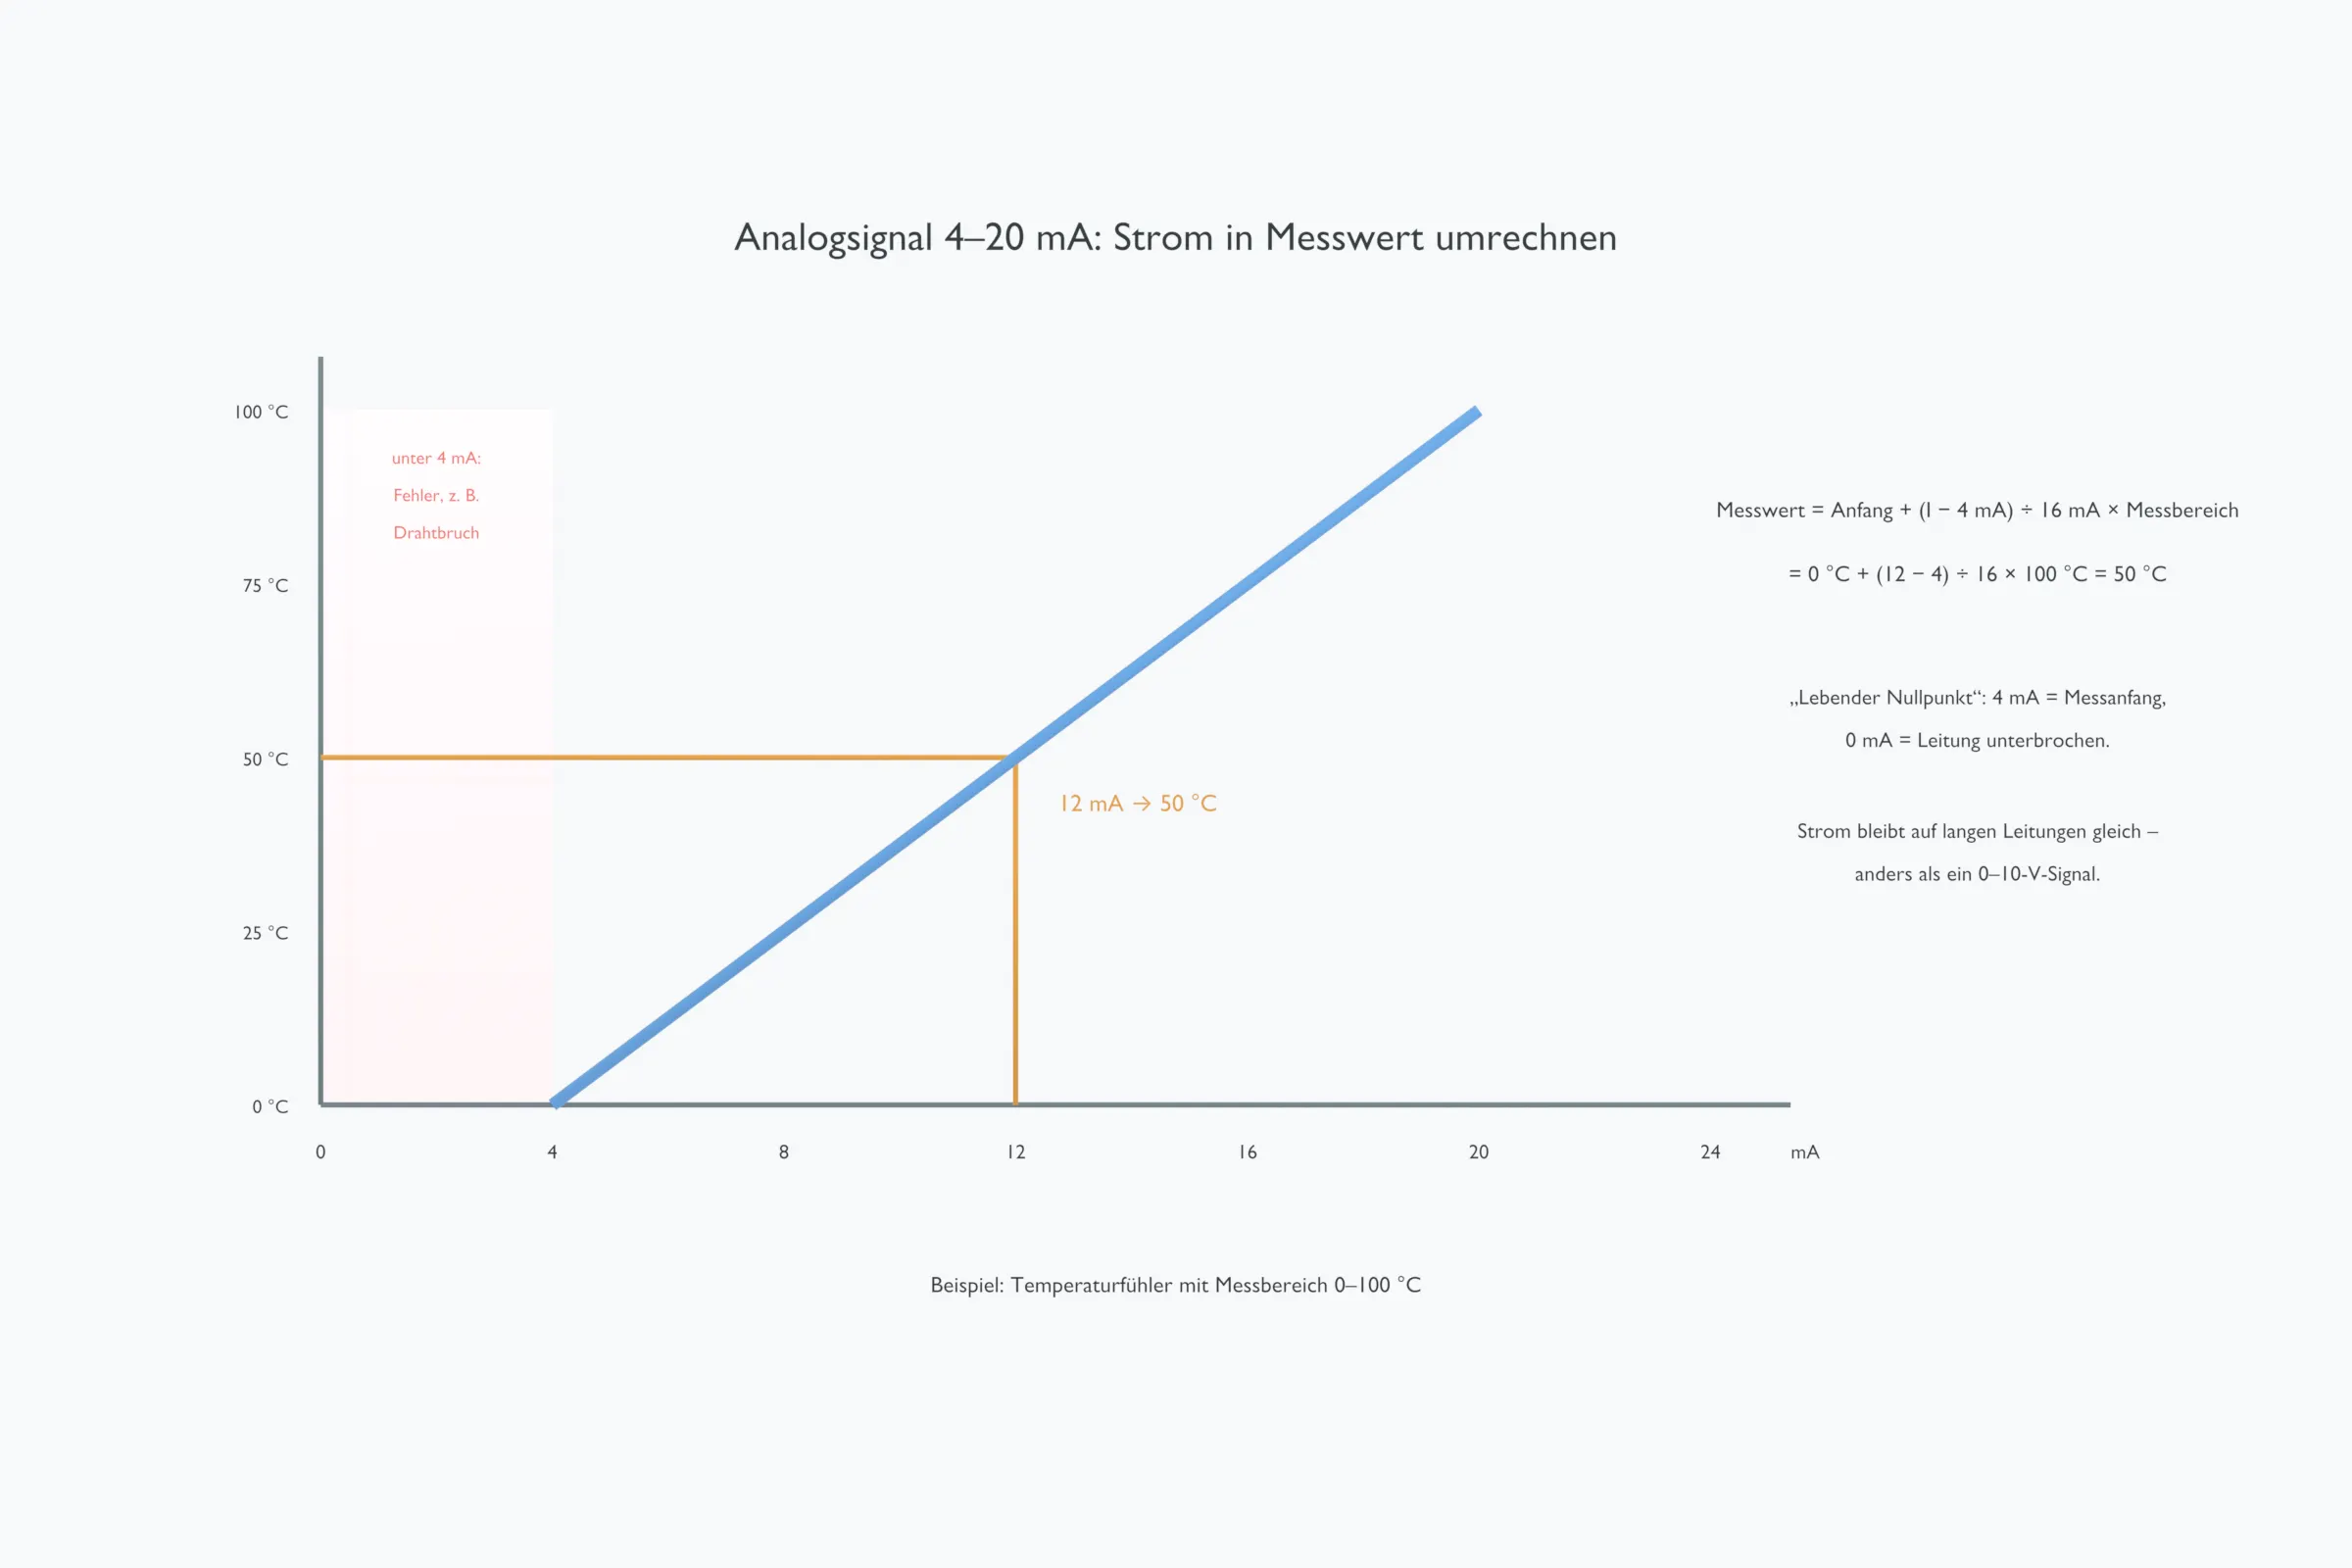 Analogsignal 4–20 mA: Strom in Messwert umrechnen
100 °C
75 °C
50 °C
25 °C
0 °C
unter 4 mA:
Fehler, z. B.
Drahtbruch
12 mA → 50 °C
0 4 8 12 16 20 24 mA
Messwert = Anfang + (I − 4 mA) ÷ 16 mA × Messbereich
= 0 °C + (12 − 4) ÷ 16 × 100 °C = 50 °C
„Lebender Nullpunkt“: 4 mA = Messanfang,
0 mA = Leitung unterbrochen.
Strom bleibt auf langen Leitungen gleich –
anders als ein 0–10-V-Signal.
Beispiel: Temperaturfühler mit Messbereich 0–100 °C